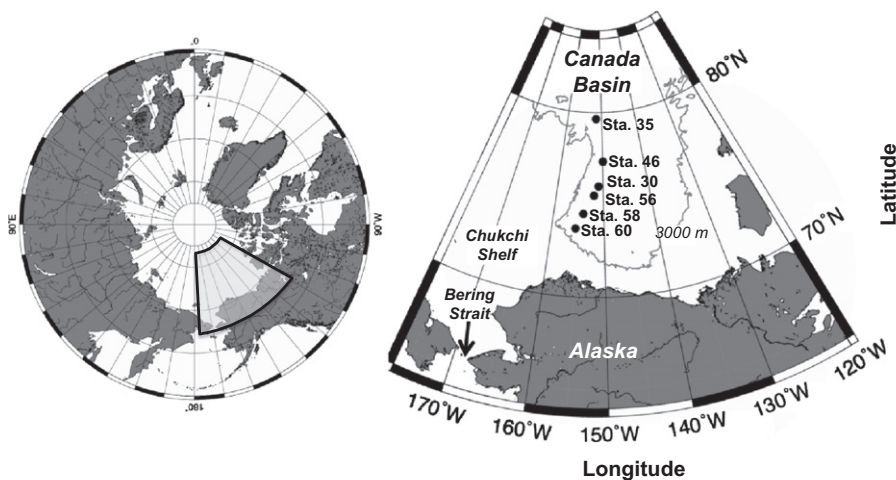 0˚
90˚E
90˚W
180˚
Canada
Basin
80˚N
Sta. 35
Sta. 46
Sta. 30
Sta. 56
Sta. 58
Sta. 60
3000 m
Chukchi
Shelf
70˚N
Bering
Strait
Alaska
170˚W
160˚W
150˚W
140˚W
130˚W
120˚W
Longitude
Latitude